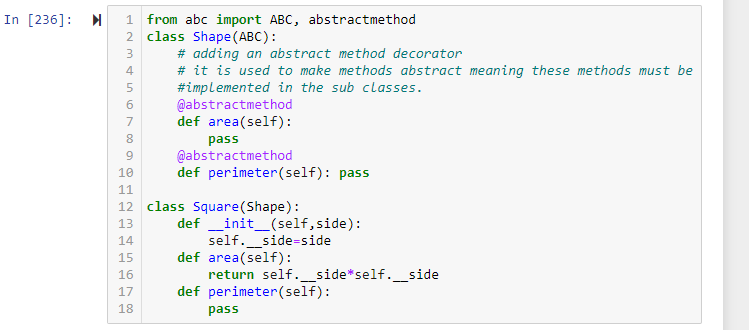 In [236]:
1 from abc import ABC, abstractmethod
2 class Shape(ABC):
3     # adding an abstract method decorator
4     # it is used to make methods abstract meaning these methods must be
5     #implemented in the sub classes.
6     @abstractmethod
7     def area(self):
8         pass
9     @abstractmethod
10     def perimeter(self): pass
11
12 class Square(Shape):
13     def __init__(self,side):
14         self.__side=side
15     def area(self):
16         return self.__side*self.__side
17     def perimeter(self):
18         pass